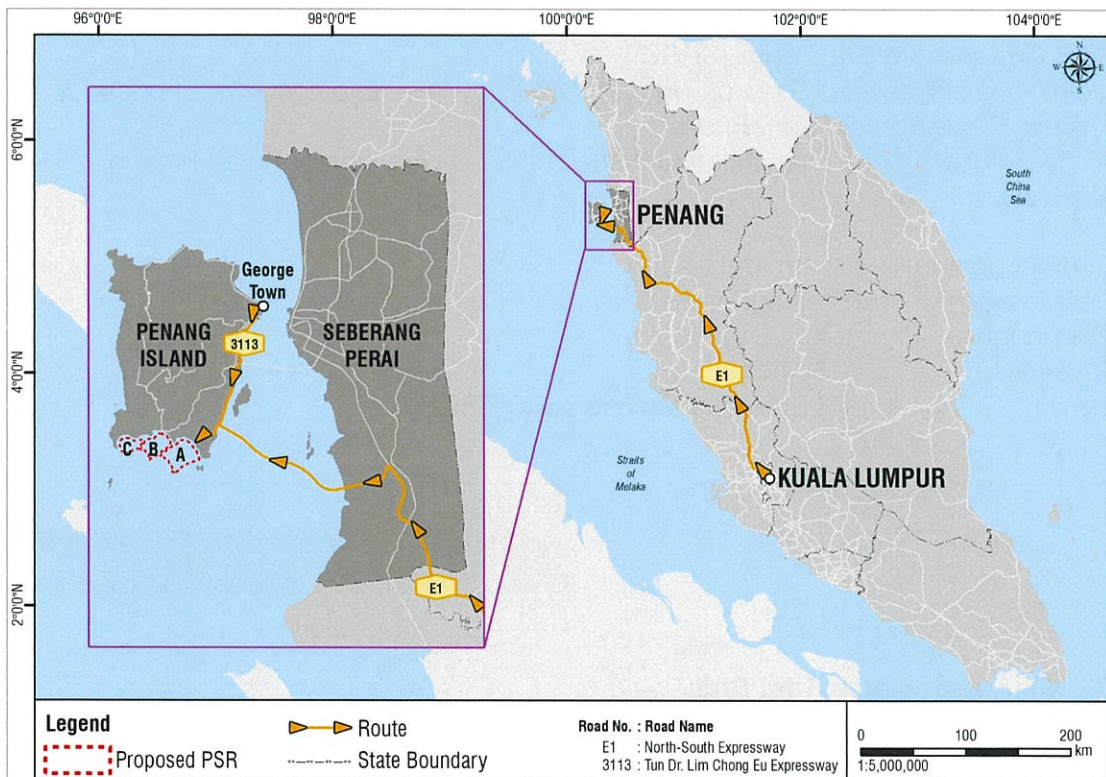 96°0'0"E
98°0'0"E
100°0'0"E
102°0'0"E
104°0'0"E
6°0'0"N
4°0'0"N
2°0'0"N
N
W
E
S
South
China
Sea
PENANG
George
Town
PENANG
ISLAND
3113
SEBERANG
PERAI
C
B
A
E1
E1
Straits
of
Melaka
KUALA LUMPUR
Legend
Proposed PSR
Route
State Boundary
Road No. : Road Name
E1 : North-South Expressway
3113 : Tun Dr. Lim Chong Eu Expressway
0 100 200
km
1:5,000,000